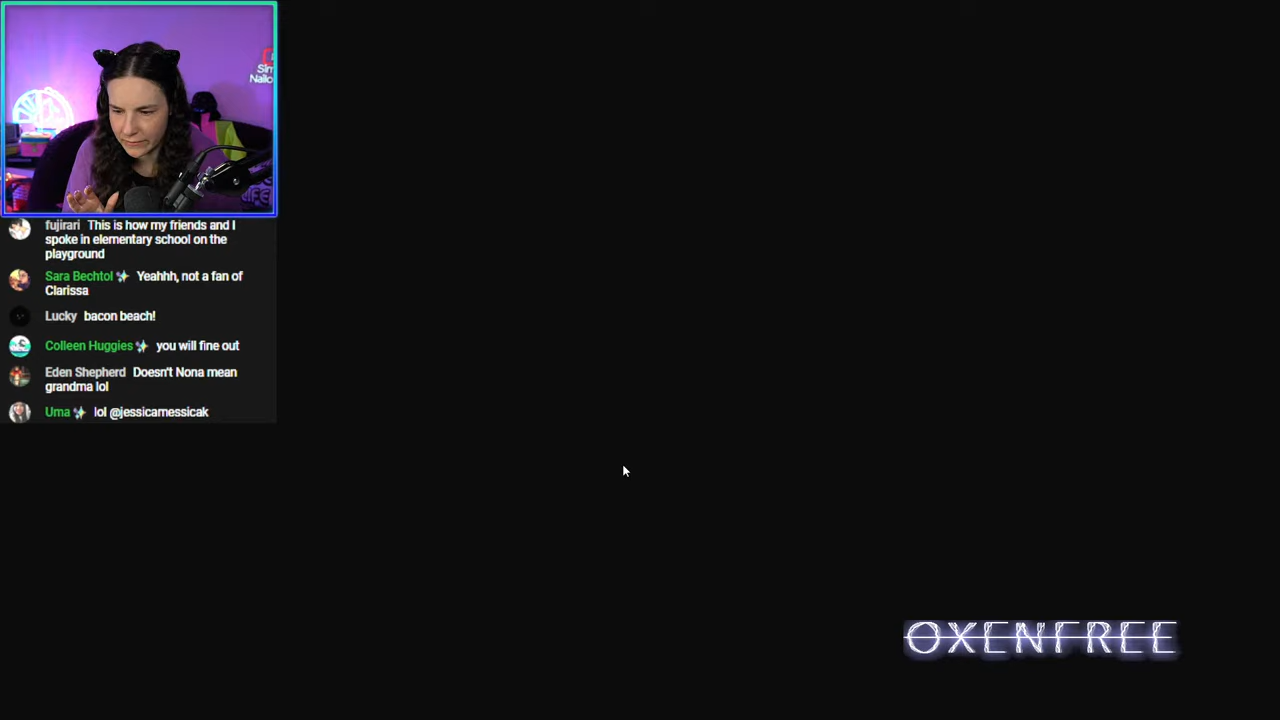 fujirari This is how my friends and I
spoke in elementary school on the
playground
Sara Bechtol✨ Yeahhh, not a fan of
Clarissa
Lucky bacon beach!
Colleen Huggies✨ you will fine out
Eden Shepherd Doesn't Nona mean
grandma lol
Uma✨ lol @jessicamessicak
OXENFREE